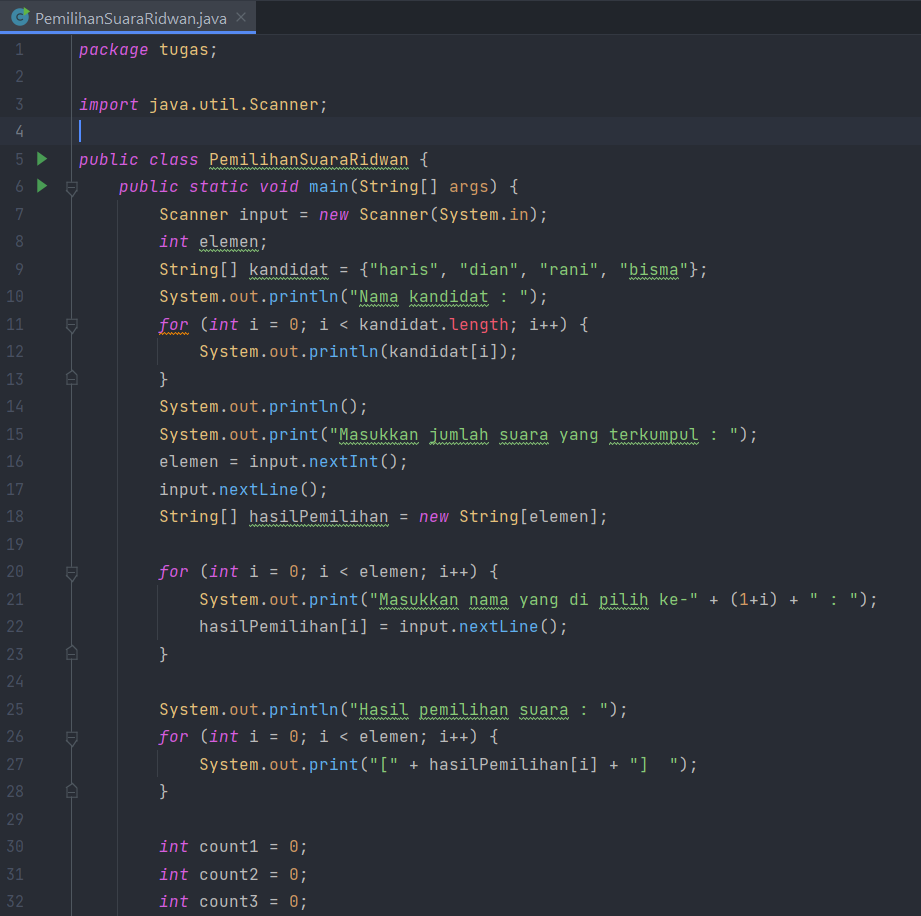 PemilihanSuaraRidwan.java
1 package tugas;
2
3 import java.util.Scanner;
4
5 public class PemilihanSuaraRidwan {
6     public static void main(String[] args) {
7         Scanner input = new Scanner(System.in);
8         int elemen;
9         String[] kandidat = {"haris", "dian", "rani", "bisma"};
10         System.out.println("Nama kandidat : ");
11         for (int i = 0; i < kandidat.length; i++) {
12             System.out.println(kandidat[i]);
13         }
14         System.out.println();
15         System.out.print("Masukkan jumlah suara yang terkumpul : ");
16         elemen = input.nextInt();
17         input.nextLine();
18         String[] hasilPemilihan = new String[elemen];
19
20         for (int i = 0; i < elemen; i++) {
21             System.out.print("Masukkan nama yang di pilih ke-" + (1+i) + " : ");
22             hasilPemilihan[i] = input.nextLine();
23         }
24
25         System.out.println("Hasil pemilihan suara : ");
26         for (int i = 0; i < elemen; i++) {
27             System.out.print("[" + hasilPemilihan[i] + "]  ");
28         }
29
30         int count1 = 0;
31         int count2 = 0;
32         int count3 = 0;